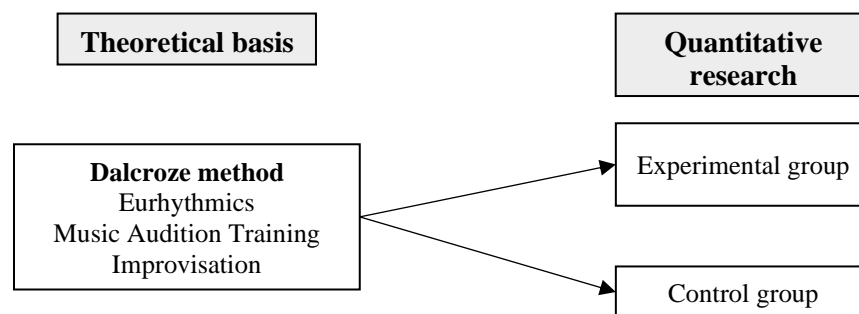 Theoretical basis
Quantitative
research
Dalcroze method
Eurhythmics
Music Audition Training
Improvisation
Experimental group
Control group